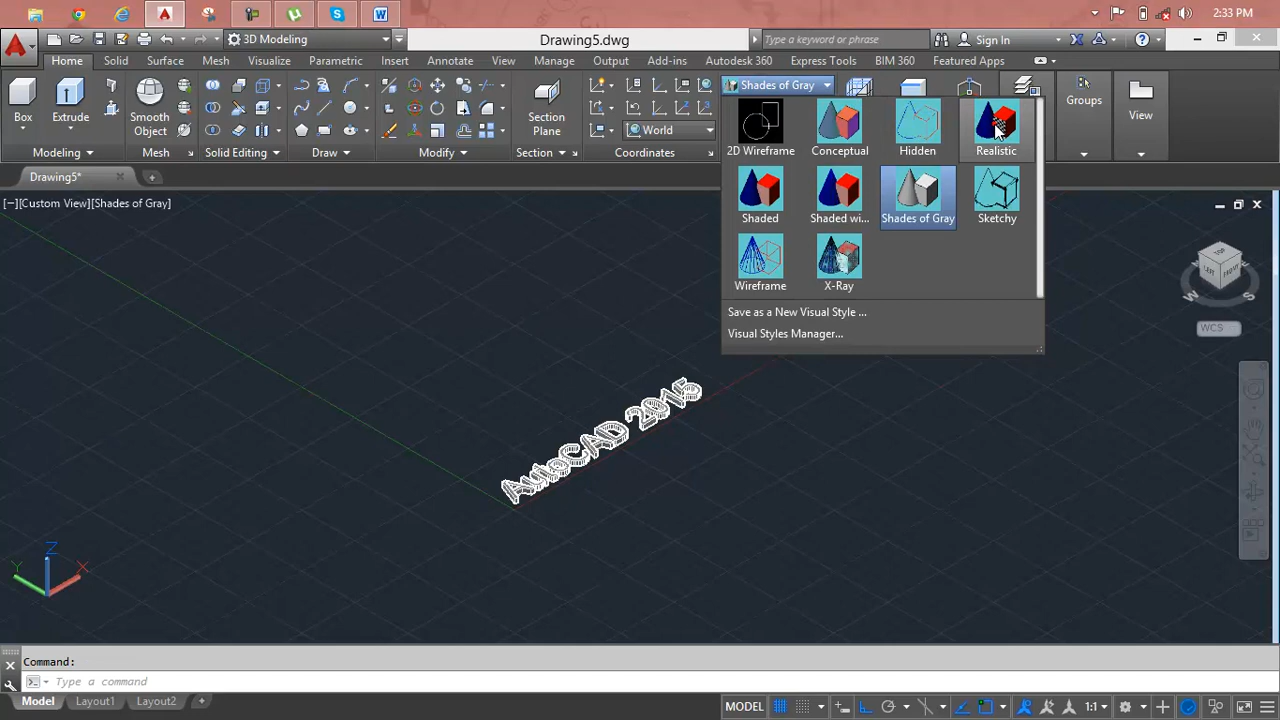 2:33 PM
3D Modeling
Drawing5.dwg
Type a keyword or phrase
Sign In
Home Solid Surface Mesh Visualize Parametric Insert Annotate View Manage Output Add-ins Autodesk 360 Express Tools BIM 360 Featured Apps
Box
Extrude
Smooth
Object
Section
Plane
World
Shades of Gray
Groups
View
Modeling
Mesh
Draw
Modify
Section
Coordinates
2D Wireframe
Conceptual
Hidden
Realistic
Shaded
Shaded wi...
Shades of Gray
Sketchy
Wireframe
X-Ray
Save as a New Visual Style ...
Visual Styles Manager...
Drawing5*
[−][Custom View][Shades of Gray]
TOP
LEFT
FRONT
W
S
WCS
AutoCAD 2015
Z
Y
X
Command:
Type a command
Model Layout1 Layout2 +
MODEL
1:1